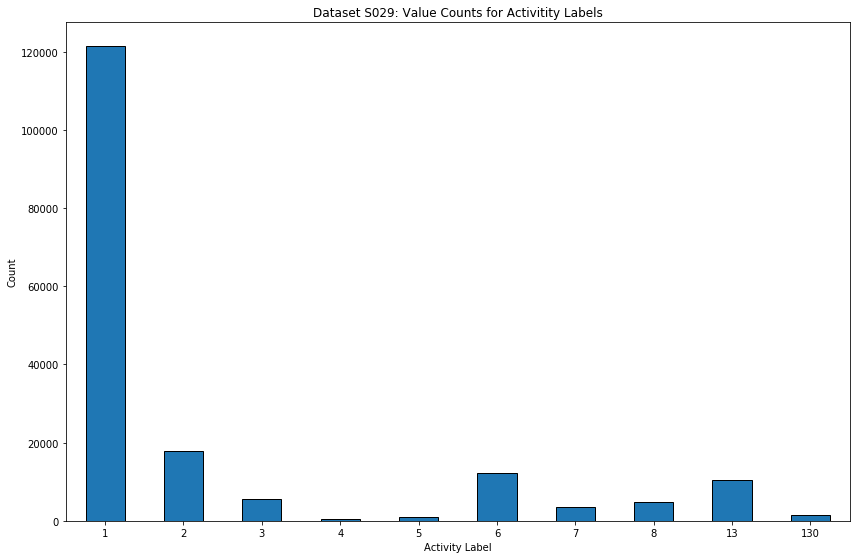 Dataset S029: Value Counts for Activitity Labels
120000
100000
80000
60000
40000
20000
0
Count
1 2 3 4 5 6 7 8 13 130
Activity Label